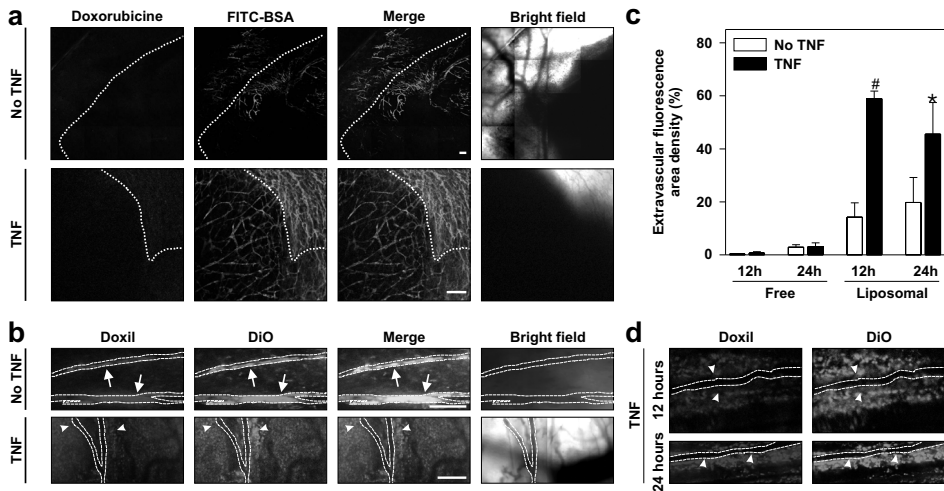 a
Doxorubicine FITC-BSA Merge Bright field
No TNF
TNF
b
Doxil DiO Merge Bright field
No TNF
TNF
c
Extravascular fluorescence
area density (%)
80
60
40
20
0
No TNF
TNF
#
*
12h 24h 12h 24h
Free Liposomal
d
Doxil DiO
TNF
12 hours
24 hours